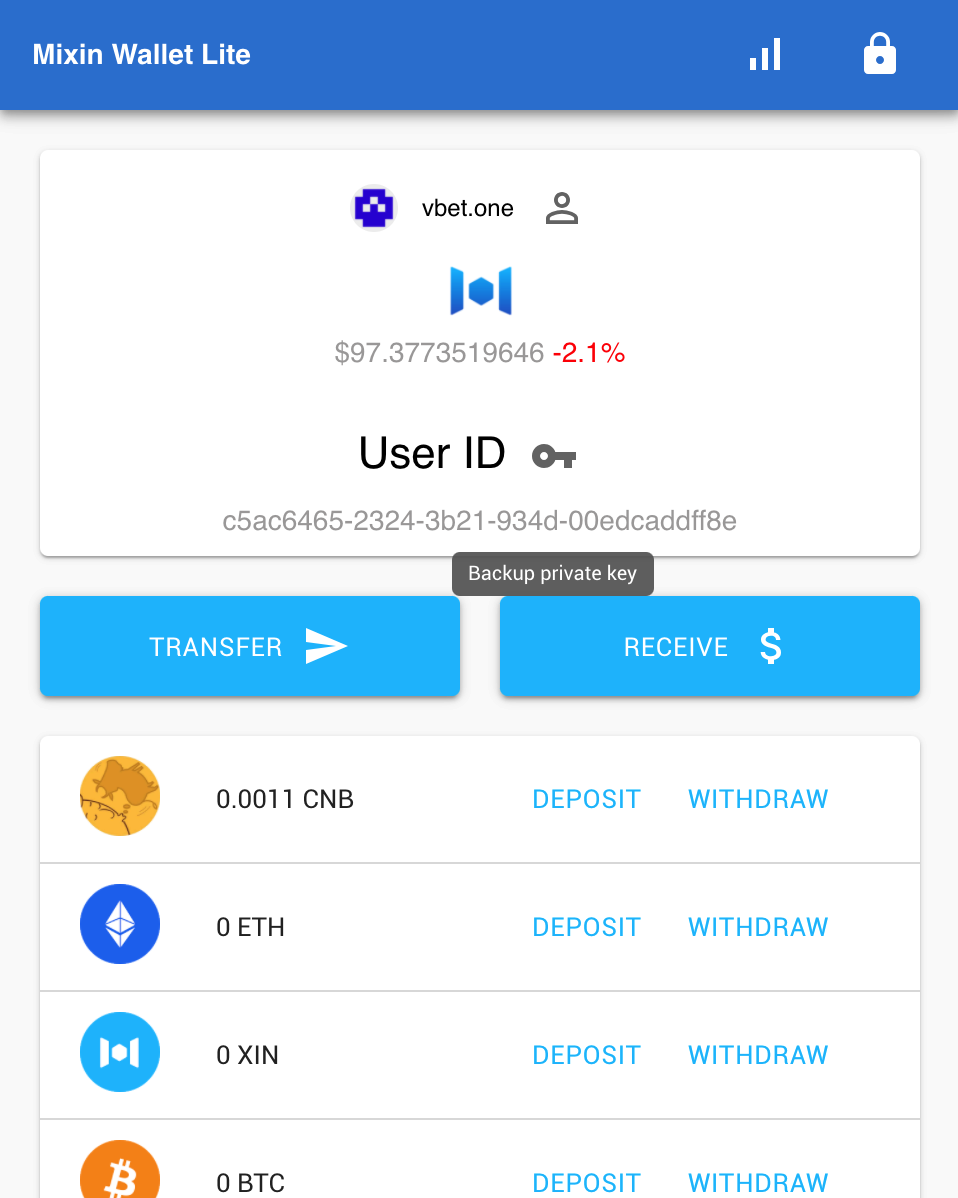 Mixin Wallet Lite
vbet.one
$97.3773519646 -2.1%
User ID
c5ac6465-2324-3b21-934d-00edcaddff8e
Backup private key
TRANSFER
RECEIVE $
0.0011 CNB DEPOSIT WITHDRAW
0 ETH DEPOSIT WITHDRAW
0 XIN DEPOSIT WITHDRAW
0 BTC DEPOSIT WITHDRAW